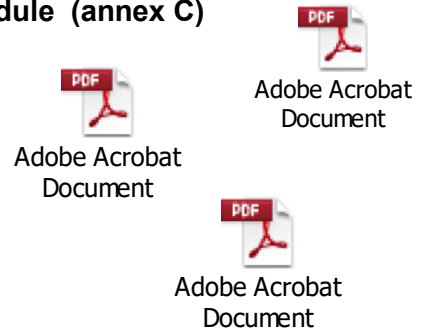 dule (annex C)
PDF
Adobe Acrobat
Document
PDF
Adobe Acrobat
Document
PDF
Adobe Acrobat
Document